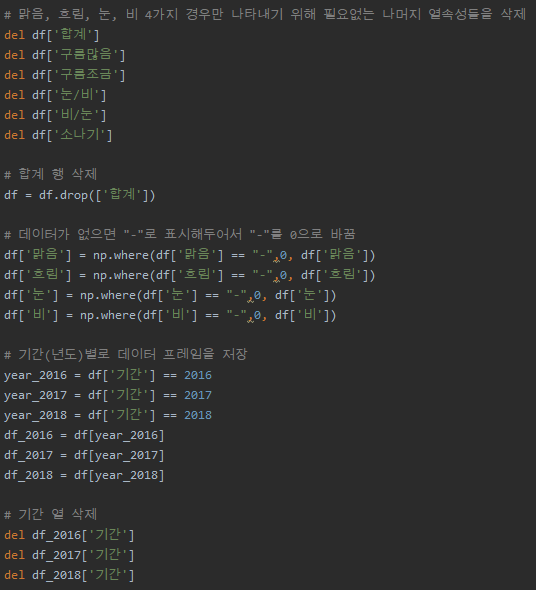 # 맑음, 흐림, 눈, 비 4가지 경우만 나타내기 위해 필요없는 나머지 열속성들을 삭제
del df['합계']
del df['구름많음']
del df['구름조금']
del df['눈/비']
del df['비/눈']
del df['소나기']
# 합계 행 삭제
df = df.drop(['합계'])
# 데이터가 없으면 "-"로 표시해두어서 "-"를 0으로 바꿈
df['맑음'] = np.where(df['맑음'] == "-",0, df['맑음'])
df['흐림'] = np.where(df['흐림'] == "-",0, df['흐림'])
df['눈'] = np.where(df['눈'] == "-",0, df['눈'])
df['비'] = np.where(df['비'] == "-",0, df['비'])
# 기간(년도)별로 데이터 프레임을 저장
year_2016 = df['기간'] == 2016
year_2017 = df['기간'] == 2017
year_2018 = df['기간'] == 2018
df_2016 = df[year_2016]
df_2017 = df[year_2017]
df_2018 = df[year_2018]
# 기간 열 삭제
del df_2016['기간']
del df_2017['기간']
del df_2018['기간']